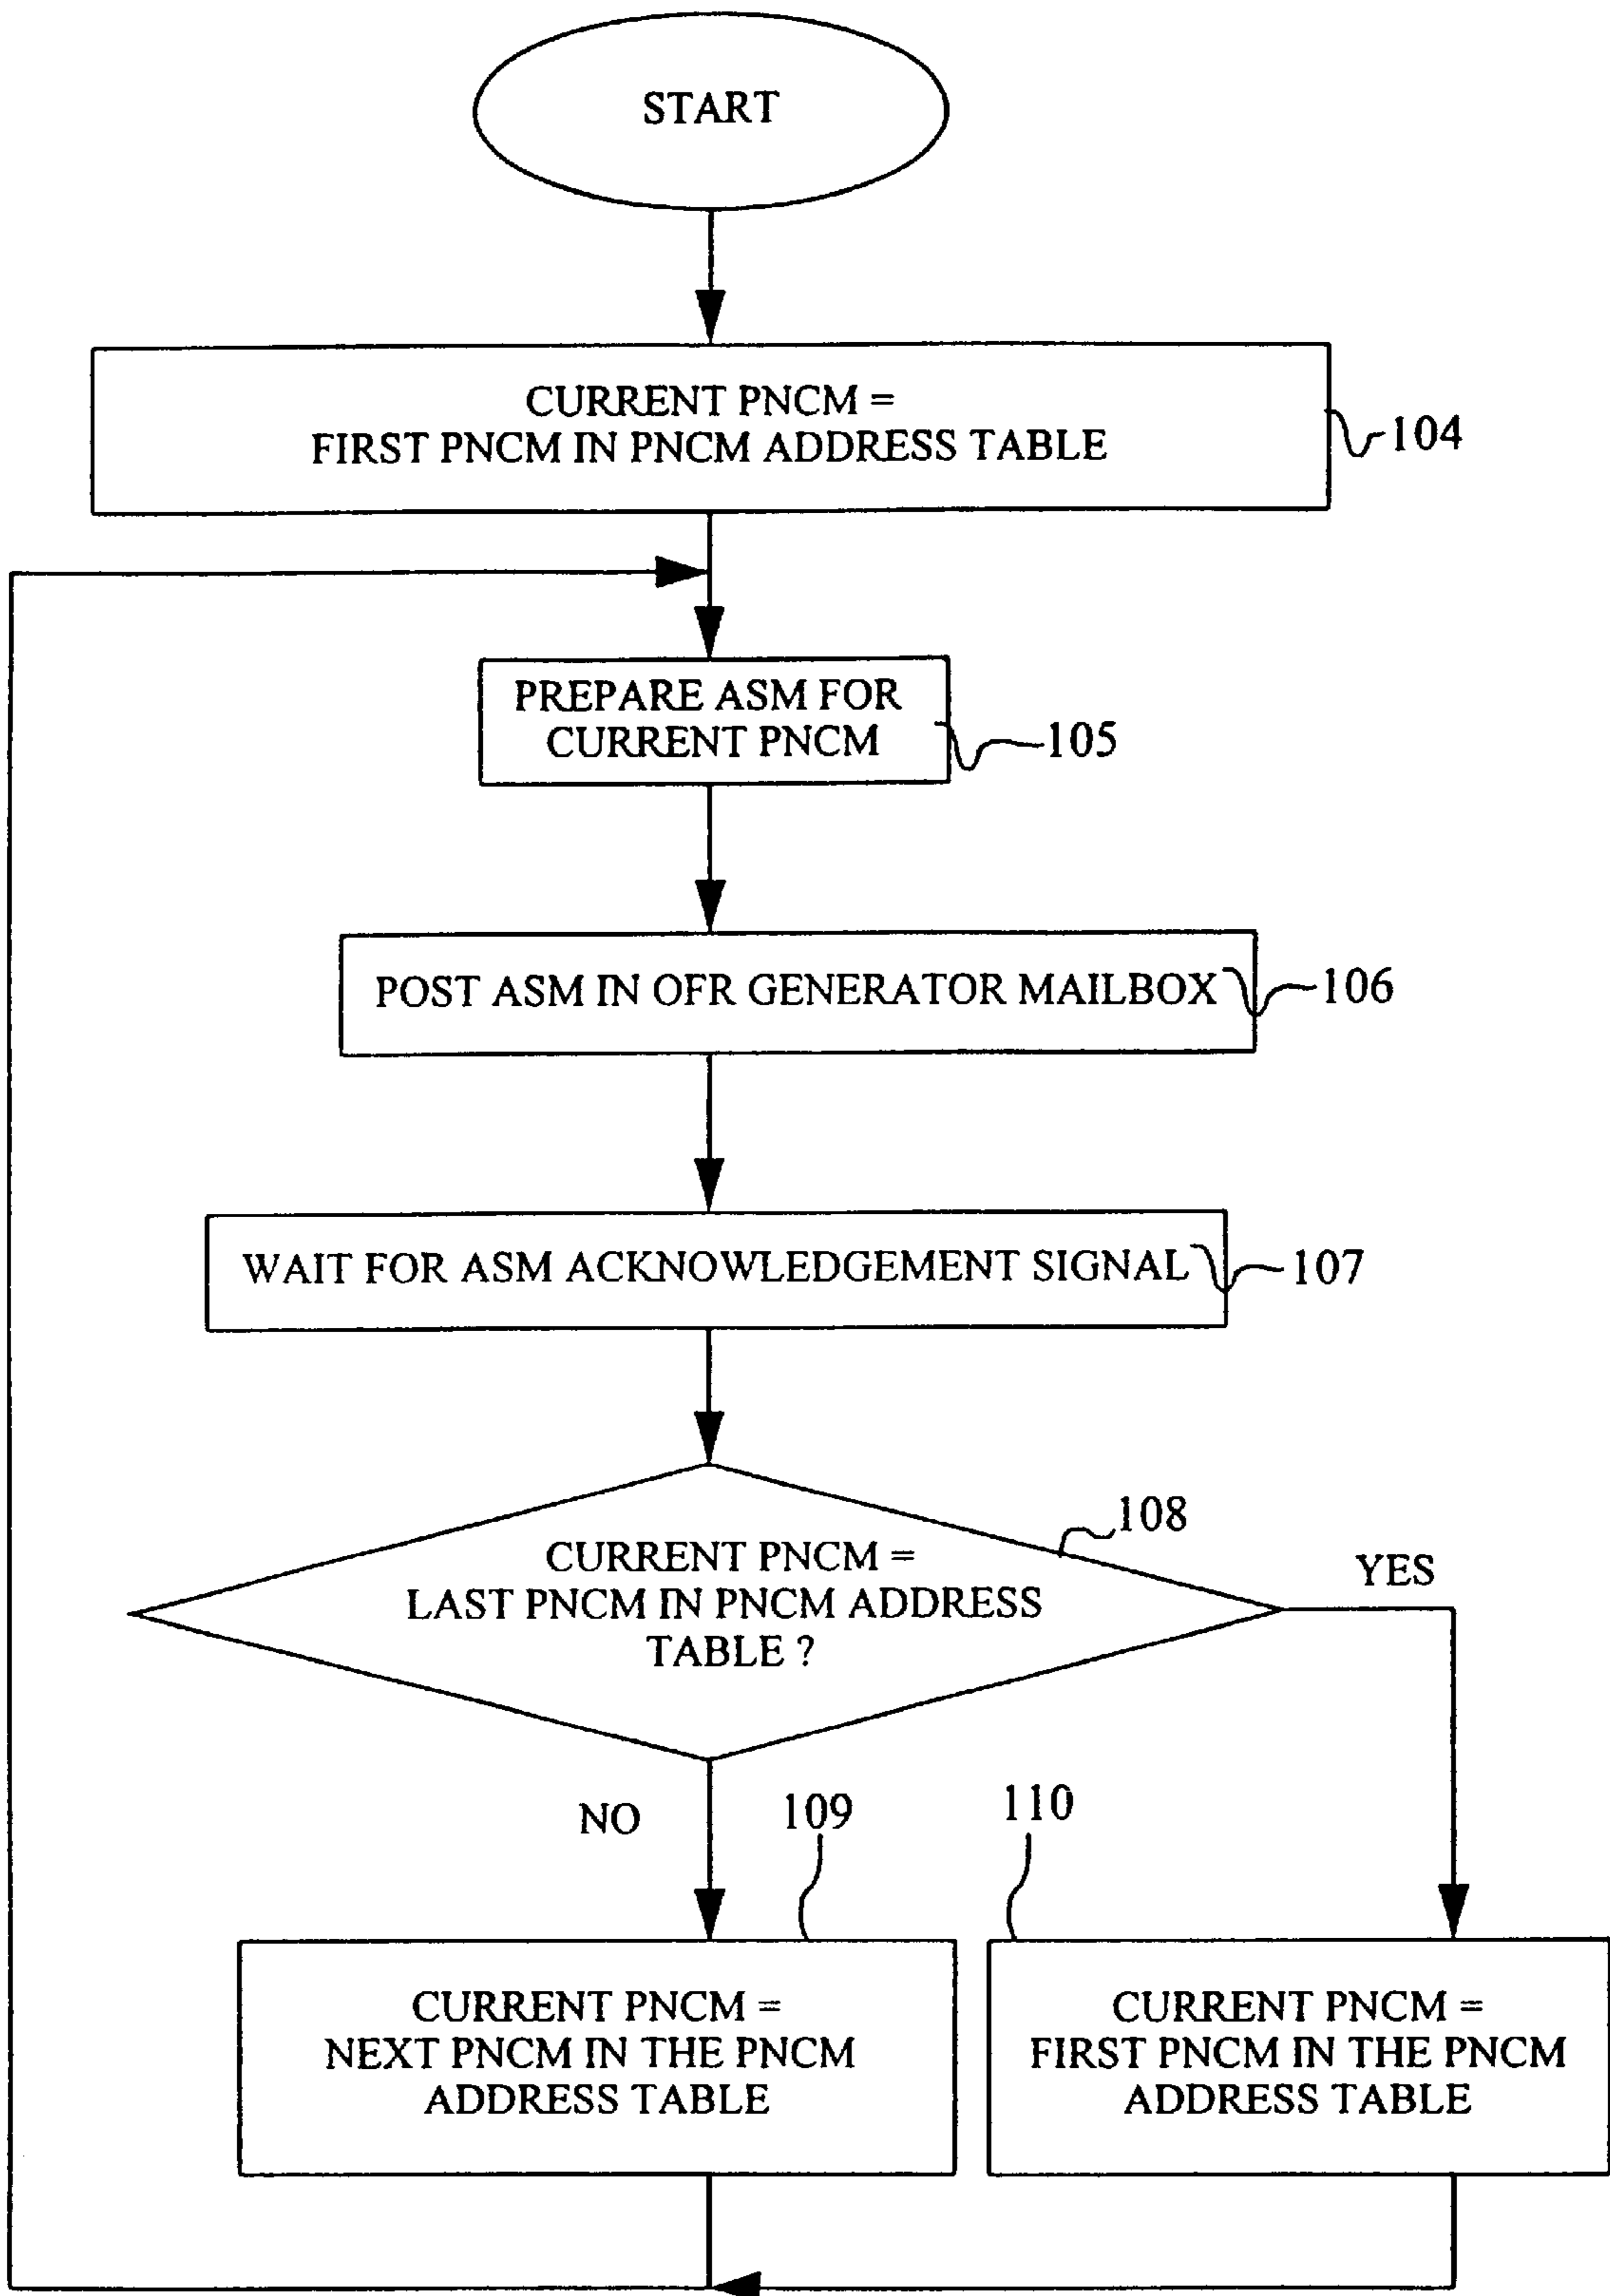 START
CURRENT PNCM =
FIRST PNCM IN PNCM ADDRESS TABLE
104
PREPARE ASM FOR
CURRENT PNCM
105
POST ASM IN OFR GENERATOR MAILBOX
106
WAIT FOR ASM ACKNOWLEDGEMENT SIGNAL
107
108
CURRENT PNCM =
LAST PNCM IN PNCM ADDRESS
TABLE ?
YES
NO
109
110
CURRENT PNCM =
NEXT PNCM IN THE PNCM
ADDRESS TABLE
CURRENT PNCM =
FIRST PNCM IN THE PNCM
ADDRESS TABLE